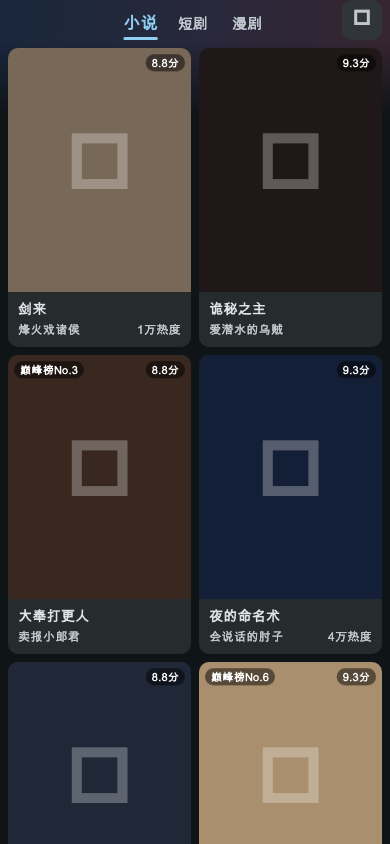 小说 短剧 漫剧
8.8分
剑来
烽火戏诸侯 1万热度
9.3分
诡秘之主
爱潜水的乌贼
巅峰榜No.3 8.8分
大奉打更人
卖报小郎君
9.3分
夜的命名术
会说话的肘子 4万热度
8.8分
巅峰榜No.6 9.3分